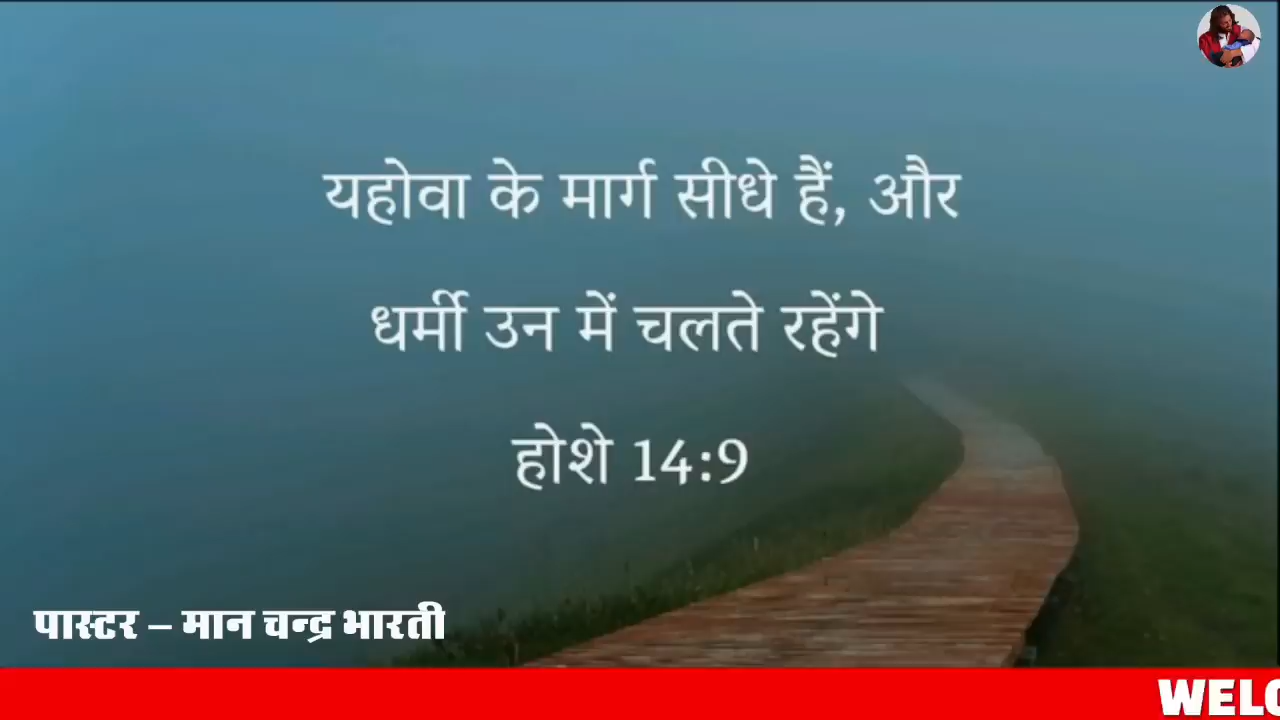 यहोवा के मार्ग सीधे हैं, और
धर्मी उन में चलते रहेंगे
होशे 14:9
पास्टर – मान चन्द्र भारती
WELC